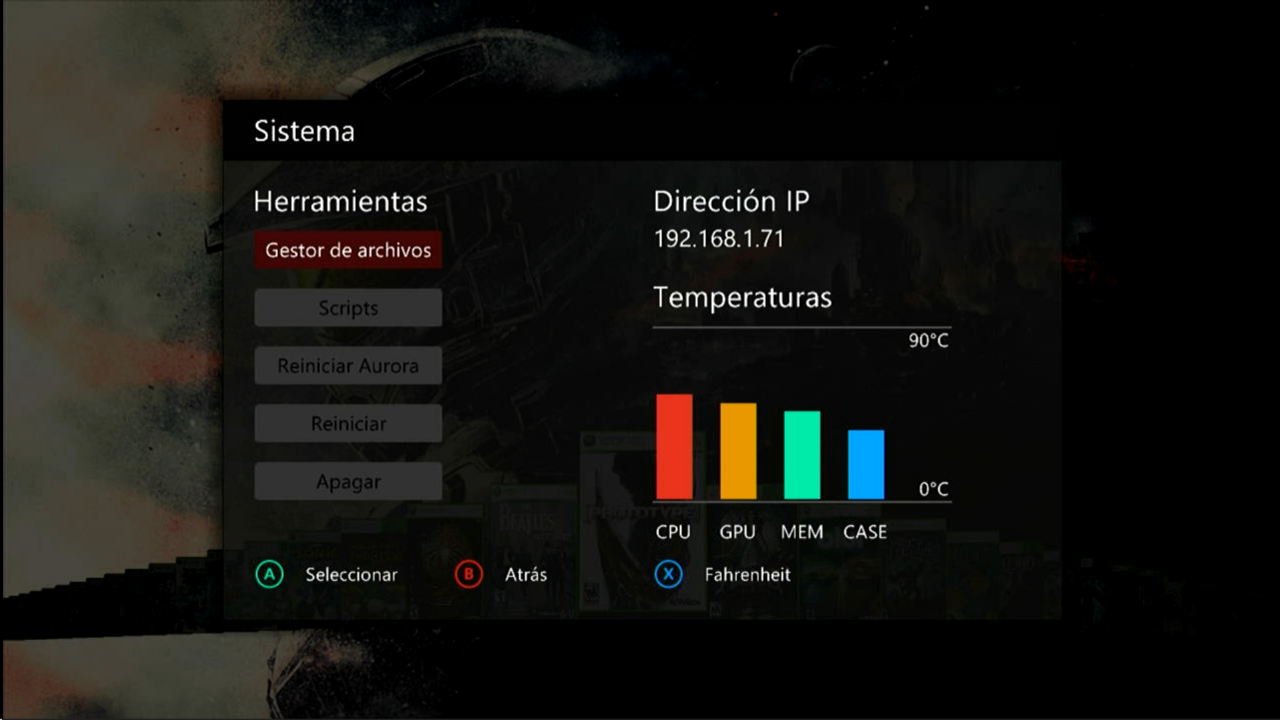 Sistema
Herramientas
Gestor de archivos
Scripts
Reiniciar Aurora
Reiniciar
Apagar
Dirección IP
192.168.1.71
Temperaturas
90°C
0°C
CPU GPU MEM CASE
A Seleccionar B Atrás X Fahrenheit
PROTOTYPE